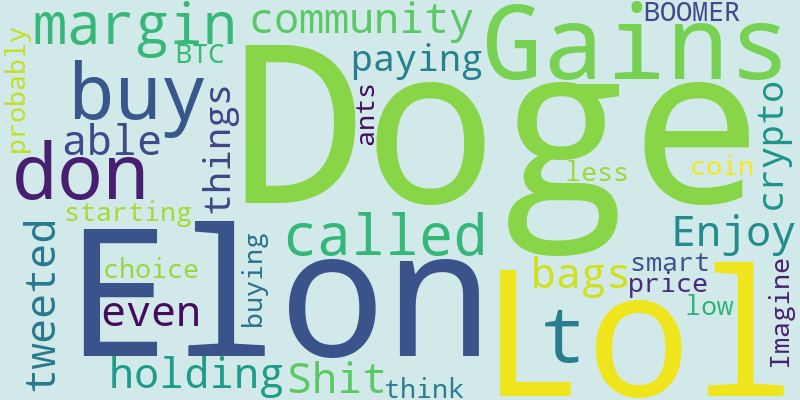 margin
community
Gains
BOOMER
BTC
probably
paying
buy
Doge
ants
able
things
crypto
don
less
coin
starting
tweeted
Elon
called
Enjoy
choice
buying
bags
smart
price
even
Lol
t
low
Imagine
holding
Shit
think